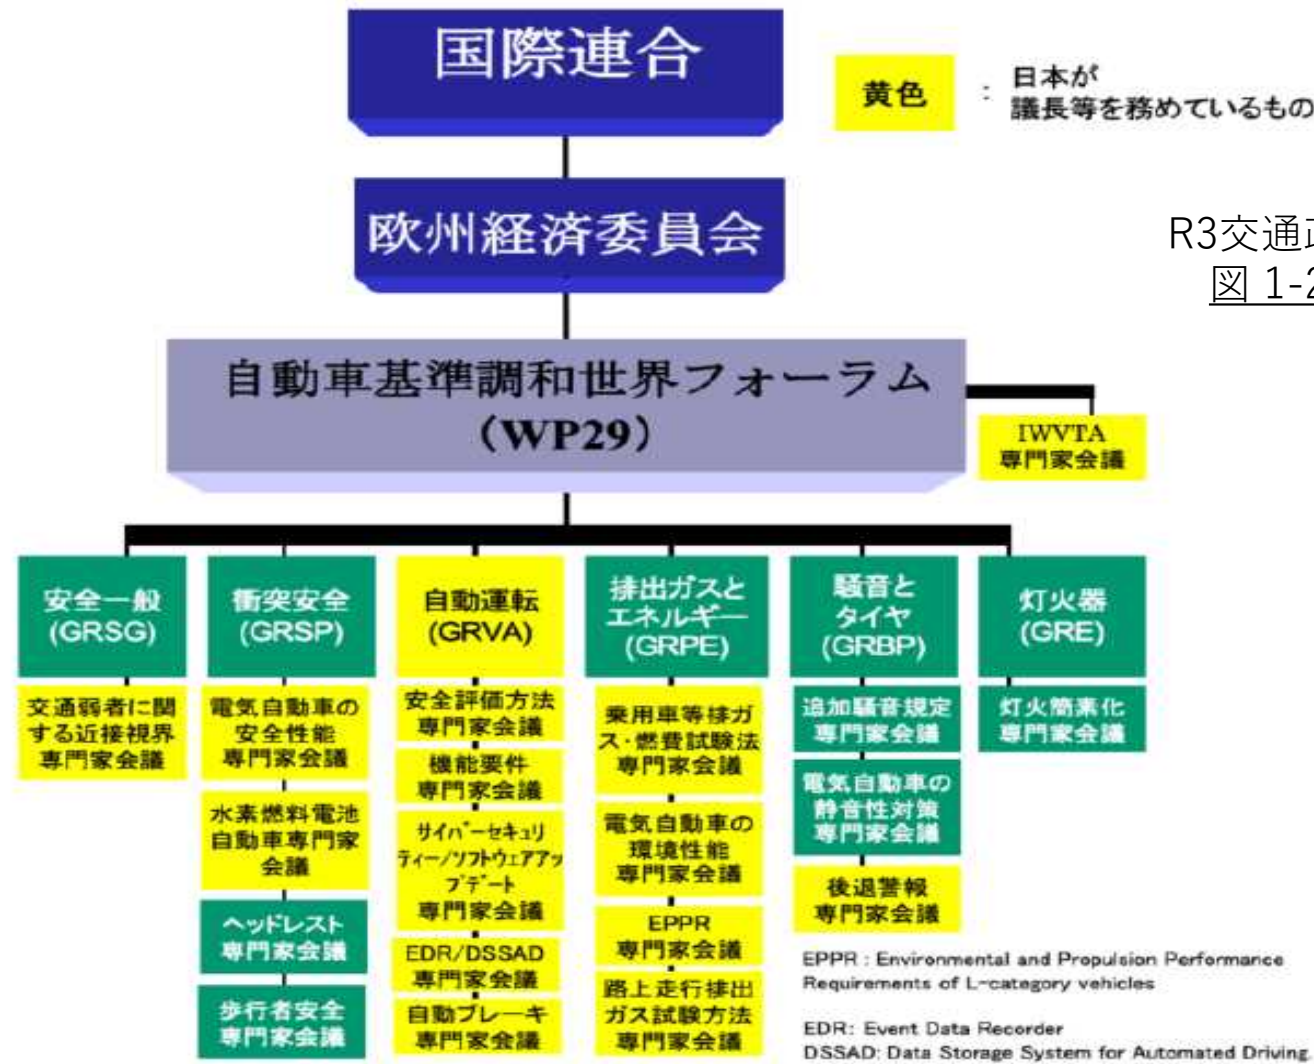 国際連合
黄色
：
日本が
議長等を務めているもの
欧州経済委員会
R3交通
図 1-2
自動車基準調和世界フォーラム
（WP29）
IWVTA
専門家会議
安全一般
(GRSG)
交通弱者に関
する近接視界
専門家会議
衝突安全
(GRSP)
電気自動車の
安全性能
専門家会議
水素燃料電池
自動車専門家
会議
ヘッドレスト
専門家会議
歩行者安全
専門家会議
自動運転
(GRVA)
安全評価方法
専門家会議
機能要件
専門家会議
サイバーセキュリ
ティー/ソフトウェアアッ
プデート
専門家会議
EDR/DSSAD
専門家会議
自動ブレーキ
専門家会議
排出ガスと
エネルギー
(GRPE)
乗用車等排ガ
ス・燃費試験法
専門家会議
電気自動車の
環境性能
専門家会議
EPPR
専門家会議
路上走行排出
ガス試験方法
専門家会議
騒音と
タイヤ
(GRBP)
追加騒音規定
専門家会議
電気自動車の
静音性対策
専門家会議
後退警報
専門家会議
灯火器
(GRE)
灯火簡素化
専門家会議
EPPR : Environmental and Propulsion Performance
Requirements of L-category vehicles
EDR: Event Data Recorder
DSSAD: Data Storage System for Automated Driving